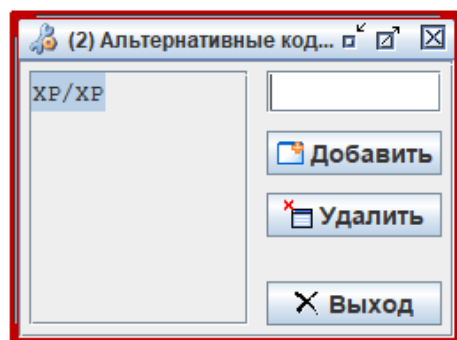 (2) Альтернативные код...
XP/XP
Добавить
Удалить
Выход